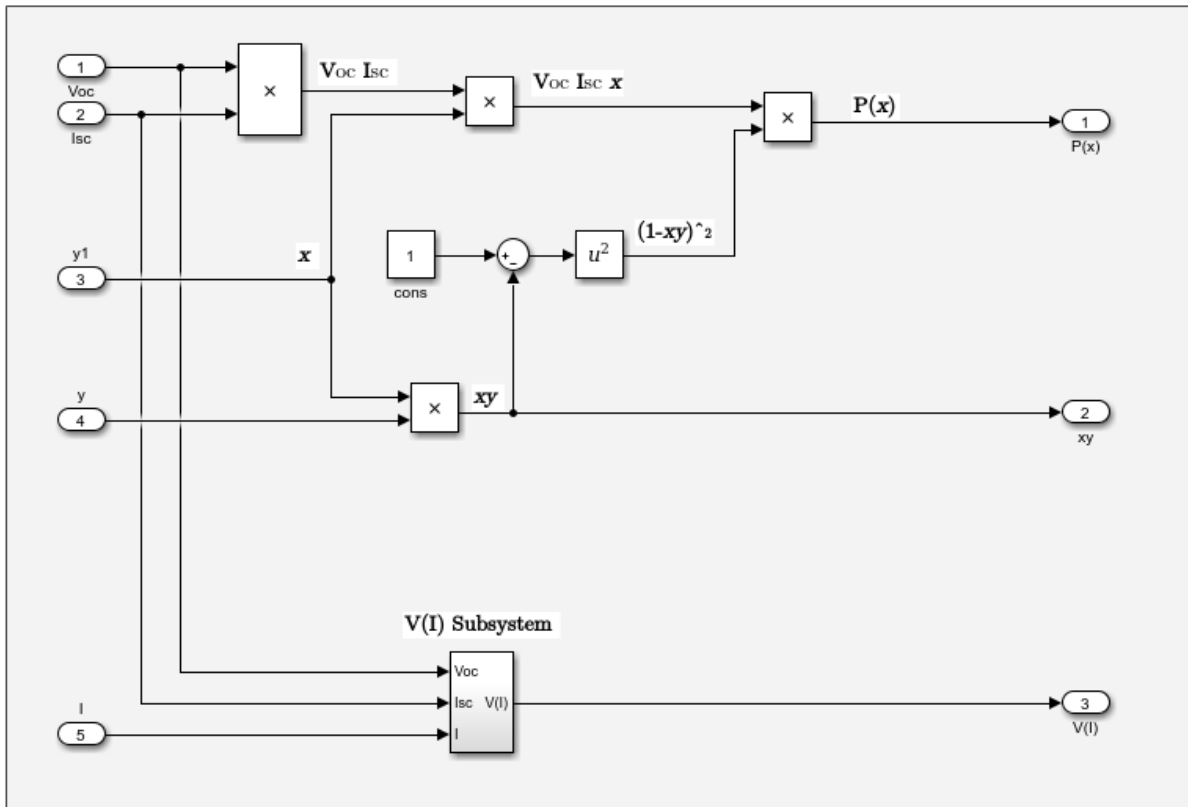 1
Voc
2
Isc
×
Voc Isc
×
Voc Isc x
×
P(x)
1
P(x)
y1
3
x
1
cons
+
-
u²
(1-xy)^2
y
4
×
xy
2
xy
V(I) Subsystem
Voc
Isc V(I)
I
I
5
3
V(I)